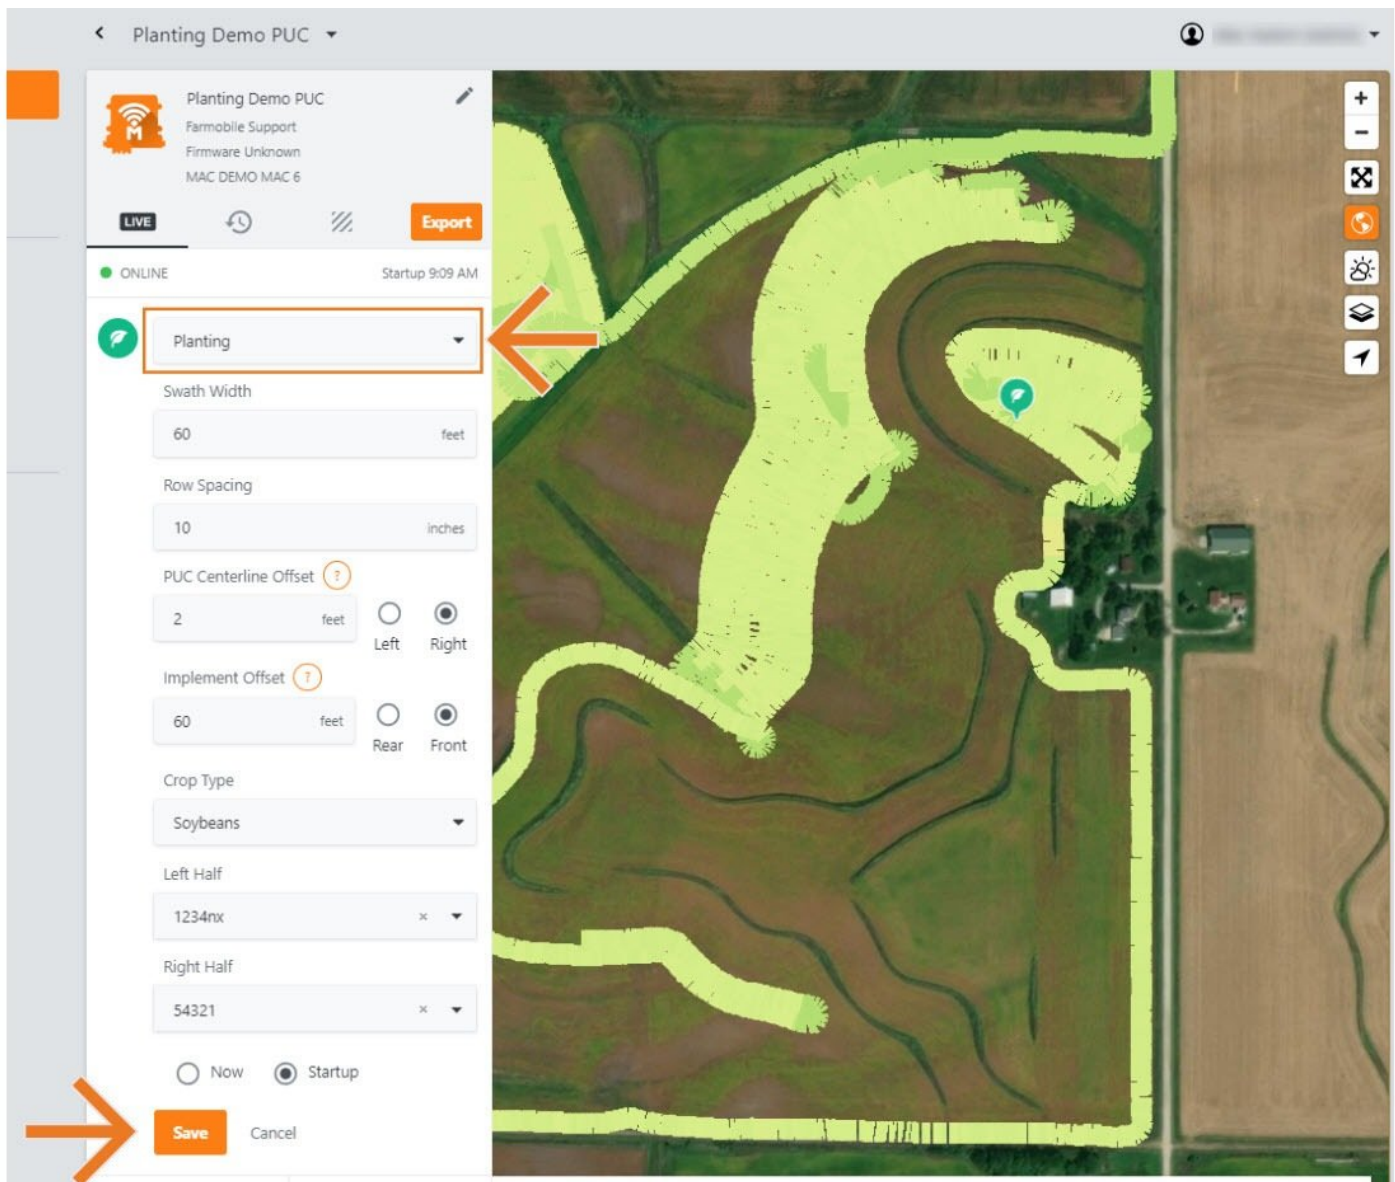 Planting Demo PUC
Planting Demo PUC
Farmobile Support
Firmware Unknown
MAC DEMO MAC 6
LIVE
Export
ONLINE
Startup 9:09 AM
Planting
Swath Width
60 feet
Row Spacing
10 inches
PUC Centerline Offset ?
2 feet
Left Right
Implement Offset ?
60 feet
Rear Front
Crop Type
Soybeans
Left Half
1234nx ×
Right Half
54321 ×
Now Startup
Save Cancel